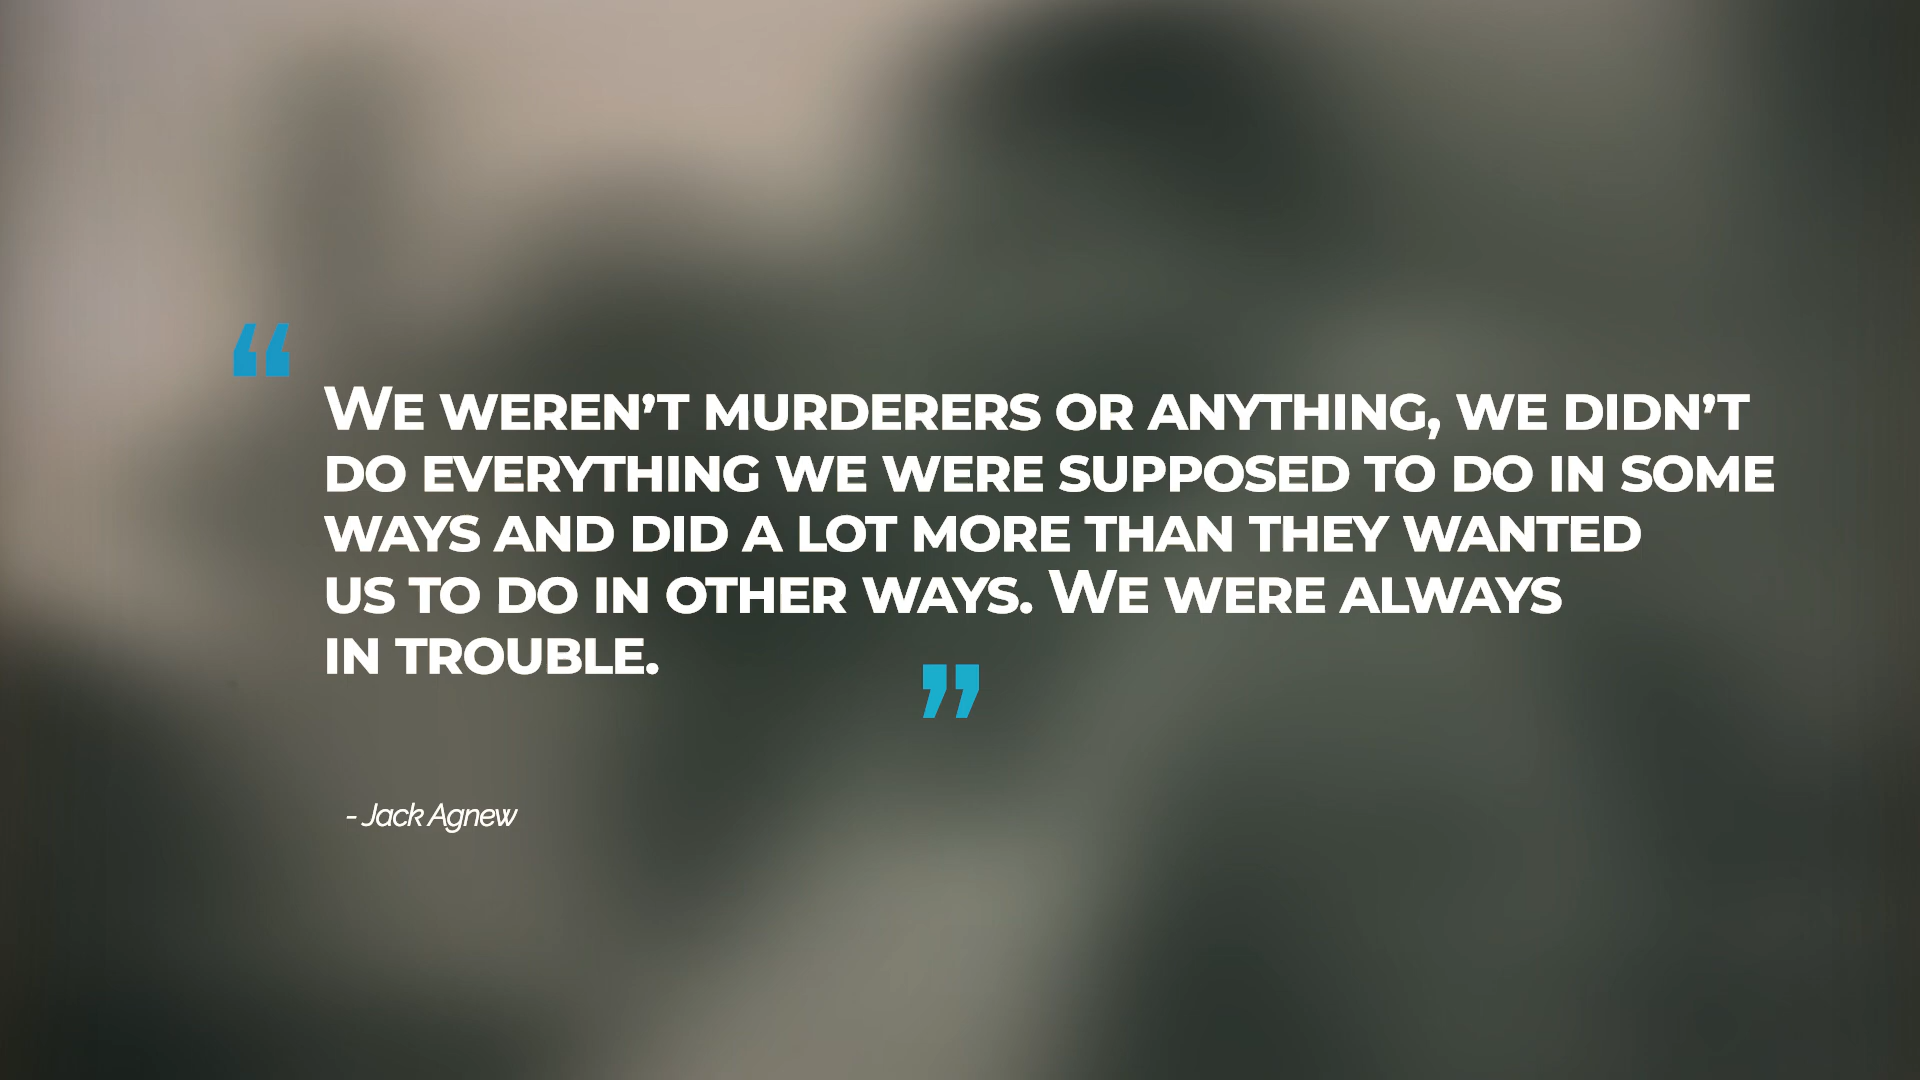 “
WE WEREN’T MURDERERS OR ANYTHING, WE DIDN’T
DO EVERYTHING WE WERE SUPPOSED TO DO IN SOME
WAYS AND DID A LOT MORE THAN THEY WANTED
US TO DO IN OTHER WAYS. WE WERE ALWAYS
IN TROUBLE.
”
- Jack Agnew